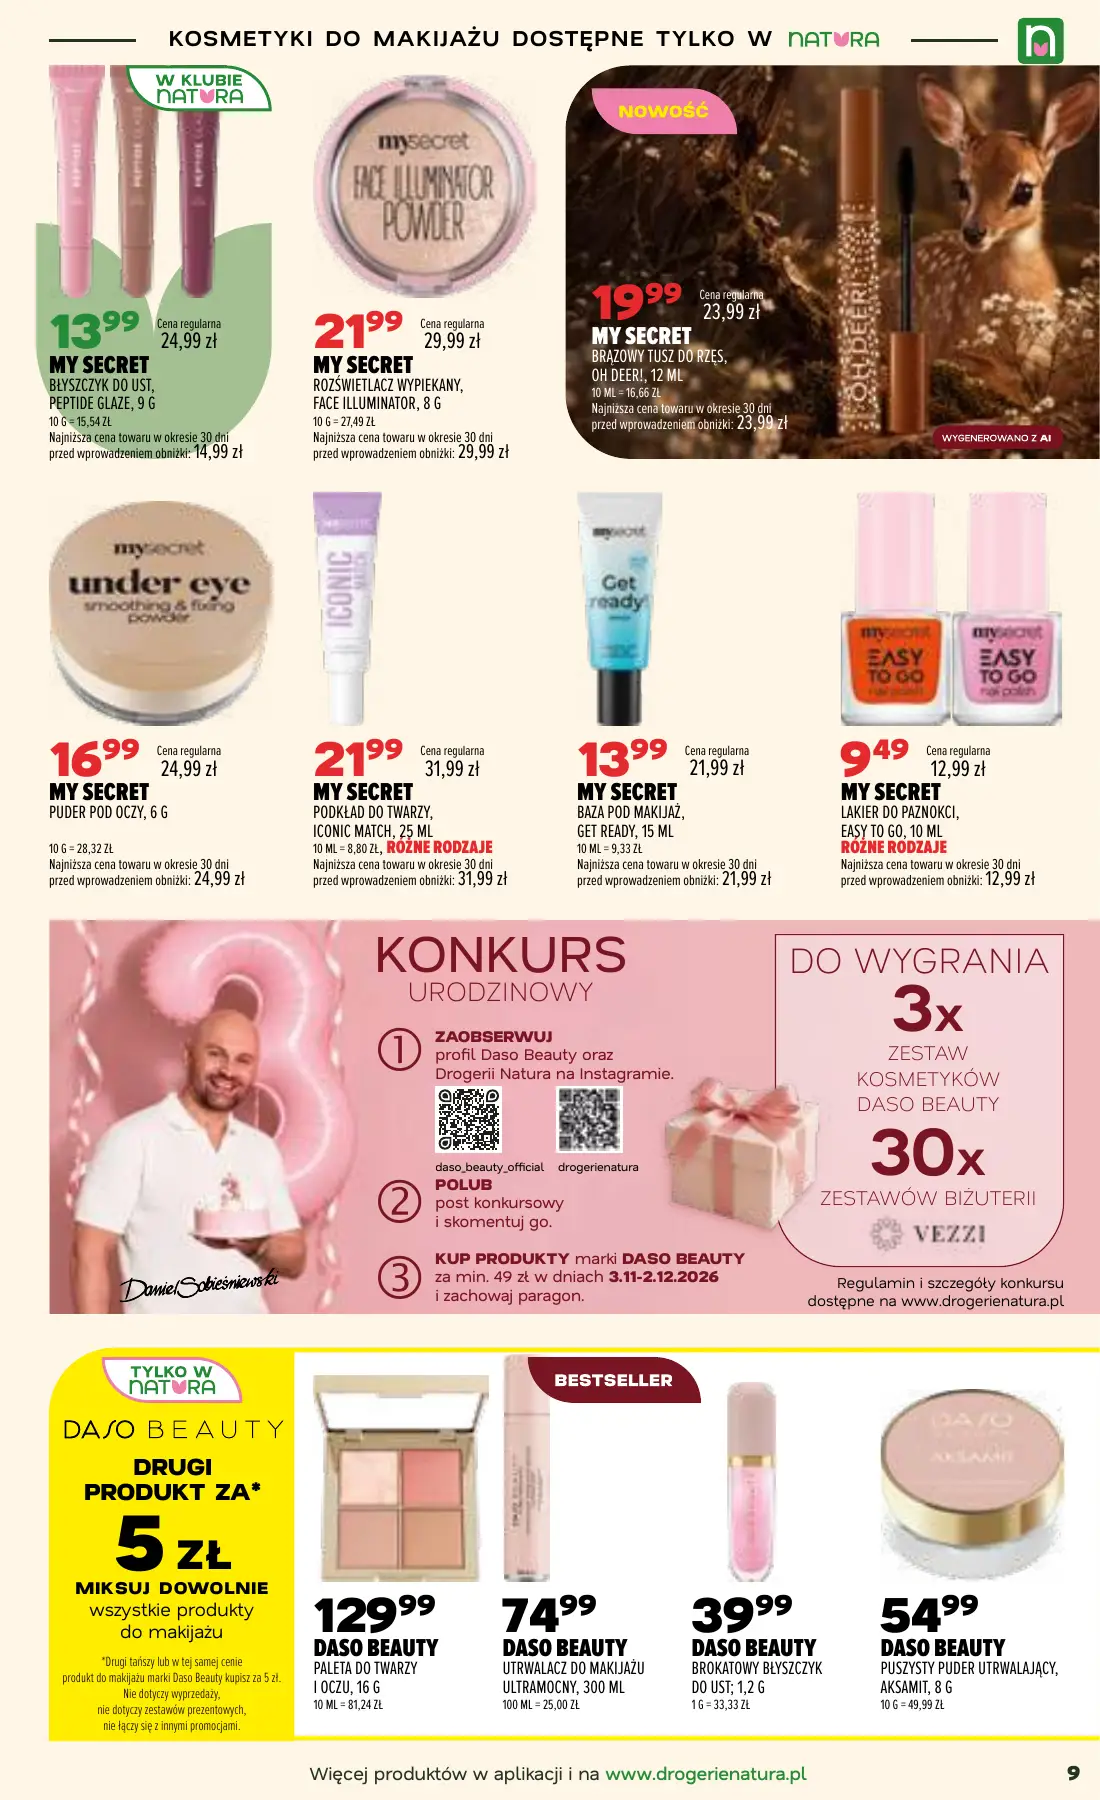 KOSMETYKI DO MAKIJAŻU DOSTĘPNE TYLKO W NATURA
W KLUBIE
NATURA
PEPTIDE GLAZE
PEPTIDE
PEPTIDE
mysecret
FACE ILLUMINATOR
POWDER
NOWOŚĆ
OH DEER!
13 99
Cena regularna
24,99 zł
MY SECRET
BŁYSZCZYK DO UST,
PEPTIDE GLAZE, 9 G
10 G = 15,54 ZŁ
Najniższa cena towaru w okresie 30 dni
przed wprowadzeniem obniżki: 14,99 zł
21 99
Cena regularna
29,99 zł
MY SECRET
ROZŚWIETLACZ WYPIEKANY,
FACE ILLUMINATOR, 8 G
10 G = 27,49 ZŁ
Najniższa cena towaru w okresie 30 dni
przed wprowadzeniem obniżki: 29,99 zł
19 99
Cena regularna
23,99 zł
MY SECRET
BRĄZOWY TUSZ DO RZĘS,
OH DEER!, 12 ML
10 ML = 16,66 ZŁ
Najniższa cena towaru w okresie 30 dni
przed wprowadzeniem obniżki: 23,99 zł
WYGENEROWANO Z AI
mysecret
under eye
smoothing & fixing
powder
ICONIC
MATCH
mysecret
Get
ready!
mysecret
EASY
TO GO
nail polish
mysecret
EASY
TO GO
nail polish
16 99
Cena regularna
24,99 zł
MY SECRET
PUDER POD OCZY, 6 G
10 G = 28,32 ZŁ
Najniższa cena towaru w okresie 30 dni
przed wprowadzeniem obniżki: 24,99 zł
21 99
Cena regularna
31,99 zł
MY SECRET
PODKŁAD DO TWARZY,
ICONIC MATCH, 25 ML
10 ML = 8,80 ZŁ, RÓŻNE RODZAJE
Najniższa cena towaru w okresie 30 dni
przed wprowadzeniem obniżki: 31,99 zł
13 99
Cena regularna
21,99 zł
MY SECRET
BAZA POD MAKIJAŻ,
GET READY, 15 ML
10 ML = 9,33 ZŁ
Najniższa cena towaru w okresie 30 dni
przed wprowadzeniem obniżki: 21,99 zł
9 49
Cena regularna
12,99 zł
MY SECRET
LAKIER DO PAZNOKCI,
EASY TO GO, 10 ML
RÓŻNE RODZAJE
Najniższa cena towaru w okresie 30 dni
przed wprowadzeniem obniżki: 12,99 zł
KONKURS
URODZINOWY
1 ZAOBSERWUJ
profil Daso Beauty oraz
Drogerii Natura na Instagramie.
daso_beauty_official drogerienatura
2 POLUB
post konkursowy
i skomentuj go.
3 KUP PRODUKTY marki DASO BEAUTY
za min. 49 zł w dniach 3.11-2.12.2026
i zachowaj paragon.
Daniel Sobieśniewski
DO WYGRANIA
3x
ZESTAW
KOSMETYKÓW
DASO BEAUTY
30x
ZESTAWÓW BIŻUTERII
VEZZI
Regulamin i szczegóły konkursu
dostępne na www.drogerienatura.pl
TYLKO W
NATURA
DASO BEAUTY
DRUGI
PRODUKT ZA*
5 ZŁ
MIKSUJ DOWOLNIE
wszystkie produkty
do makijażu
*Drugi tańszy lub w tej samej cenie
produkt do makijażu marki Daso Beauty kupisz za 5 zł.
Nie dotyczy wyprzedaży,
nie dotyczy zestawów prezentowych,
nie łączy się z innymi promocjami.
BESTSELLER
DASO
AKSAMIT
129 99
DASO BEAUTY
PALETA DO TWARZY
I OCZU, 16 G
10 ML = 81,24 ZŁ
74 99
DASO BEAUTY
UTRWALACZ DO MAKIJAŻU
ULTRAMOCNY, 300 ML
100 ML = 25,00 ZŁ
39 99
DASO BEAUTY
BROKATOWY BŁYSZCZYK
DO UST; 1,2 G
1 G = 33,33 ZŁ
54 99
DASO BEAUTY
PUSZYSTY PUDER UTRWALAJĄCY,
AKSAMIT, 8 G
10 G = 49,99 ZŁ
Więcej produktów w aplikacji i na www.drogerienatura.pl
9